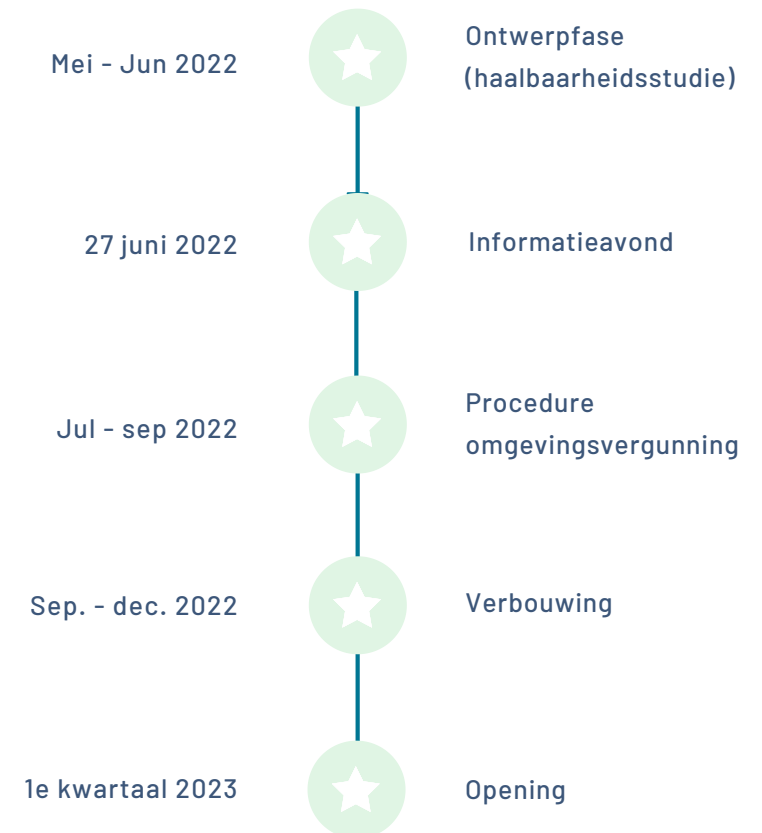 Mei - Jun 2022
Ontwerpfase
(haalbaarheidsstudie)
27 juni 2022
Informatieavond
Jul - sep 2022
Procedure
omgevingsvergunning
Sep. - dec. 2022
Verbouwing
1e kwartaal 2023
Opening